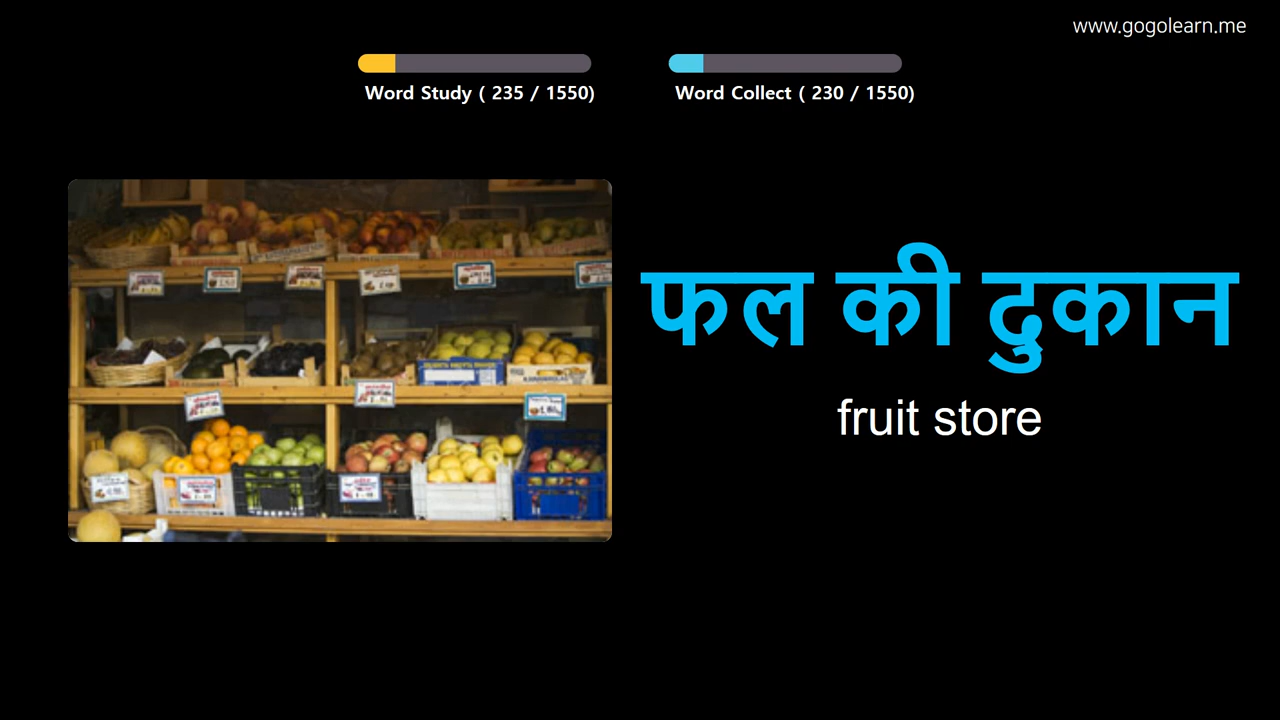 www.gogolearn.me
Word Study ( 235 / 1550)
Word Collect ( 230 / 1550)
फल की दुकान
fruit store